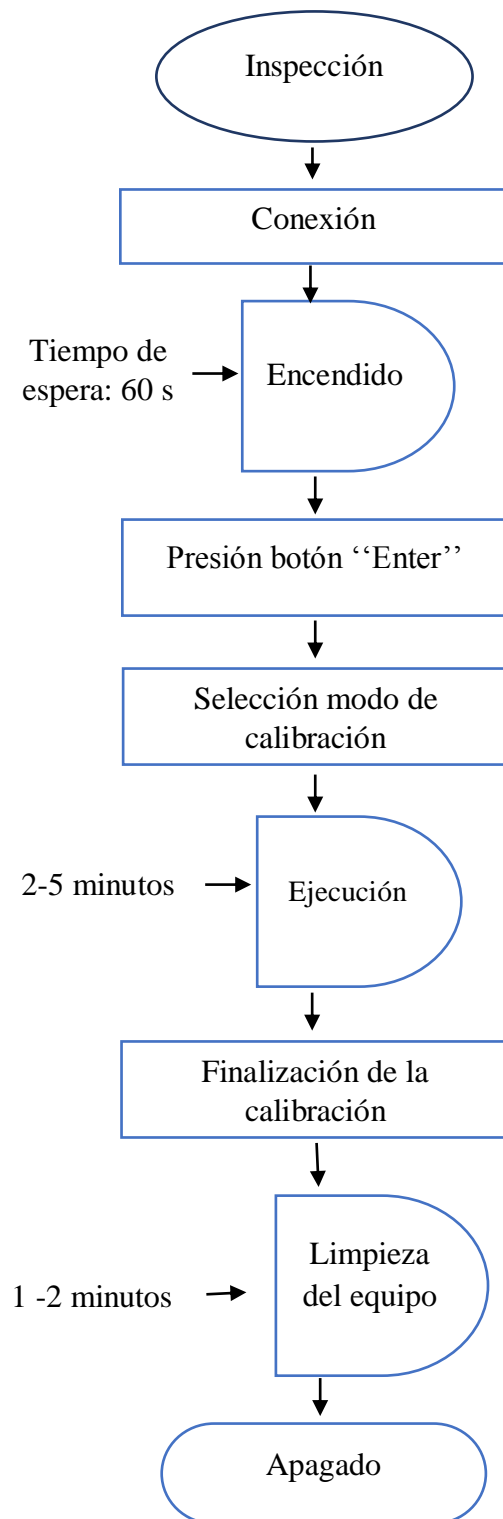 Inspección
Conexión
Tiempo de
espera: 60 s
Encendido
Presión botón ‘‘Enter’’
Selección modo de
calibración
2-5 minutos
Ejecución
Finalización de la
calibración
Limpieza
del equipo
1 -2 minutos
Apagado